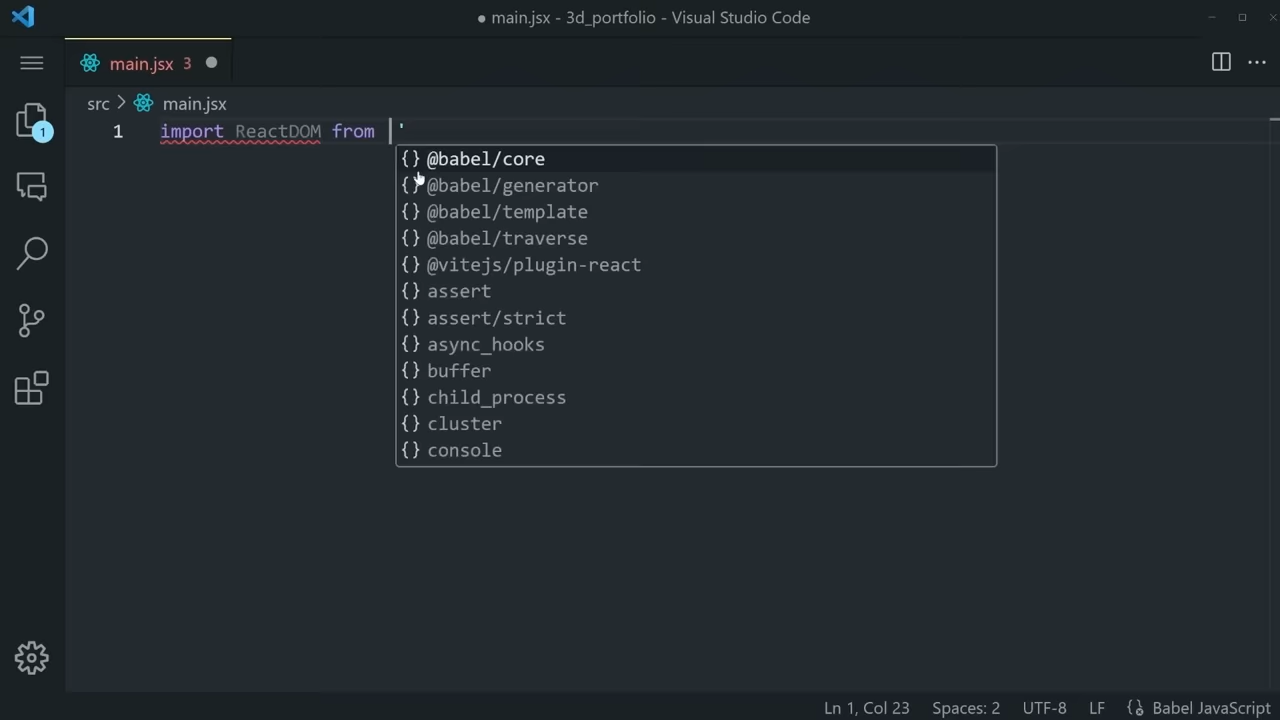 ● main.jsx - 3d_portfolio - Visual Studio Code
main.jsx 3 ●
src > main.jsx
1 import ReactDOM from '
{} @babel/core
{} @babel/generator
{} @babel/template
{} @babel/traverse
{} @vitejs/plugin-react
{} assert
{} assert/strict
{} async_hooks
{} buffer
{} child_process
{} cluster
{} console
1
Ln 1, Col 23 Spaces: 2 UTF-8 LF Babel JavaScript